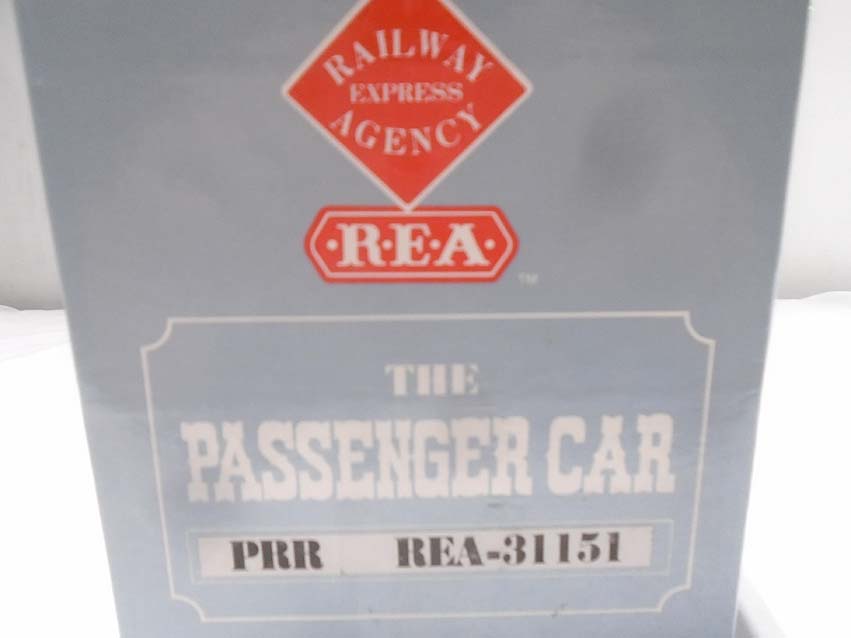 RAILWAY
EXPRESS
AGENCY
·R·E·A·
TM
THE
PASSENGER CAR
PRR REA-31151